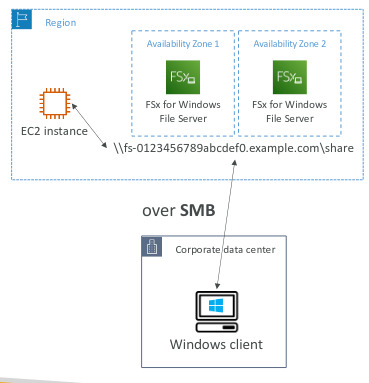 Region
Availability Zone 1
Availability Zone 2
FSx
FSx
FSx for Windows
File Server
FSx for Windows
File Server
EC2 instance
\\fs-0123456789abcdef0.example.com\share
over SMB
Corporate data center
Windows client